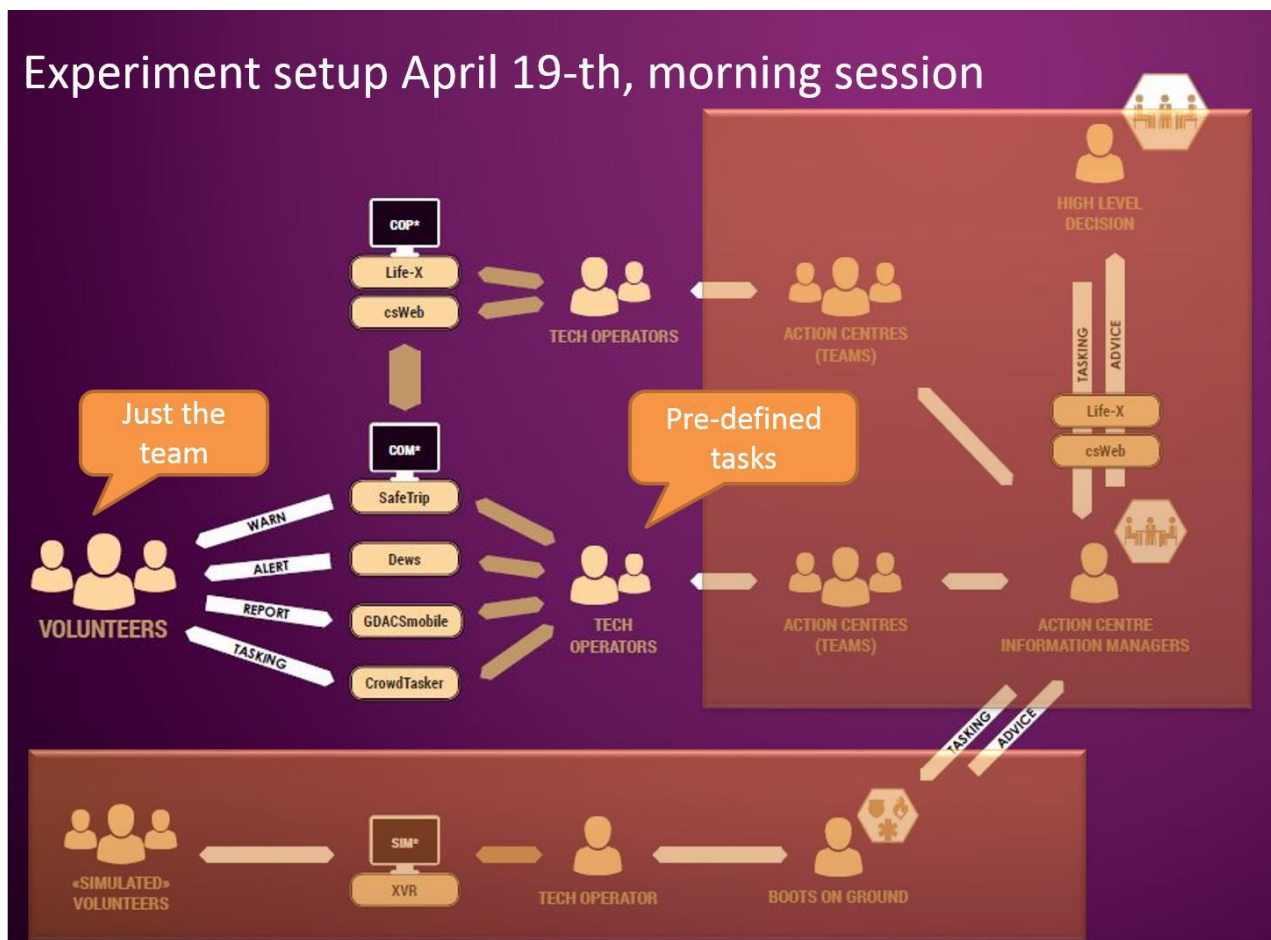 Experiment setup April 19-th, morning session
HIGH LEVEL
DECISION
COP*
Life-X
csWeb
TECH OPERATORS
ACTION CENTRES
(TEAMS)
TASKING
ADVICE
Life-X
csWeb
Just the
team
Pre-defined
tasks
COM*
SafeTrip
Dews
GDACSmobile
CrowdTasker
WARN
ALERT
REPORT
TASKING
VOLUNTEERS
TECH
OPERATORS
ACTION CENTRES
(TEAMS)
ACTION CENTRE
INFORMATION MANAGERS
TASKING
ADVICE
«SIMULATED»
VOLUNTEERS
SIM*
XVR
TECH OPERATOR
BOOTS ON GROUND